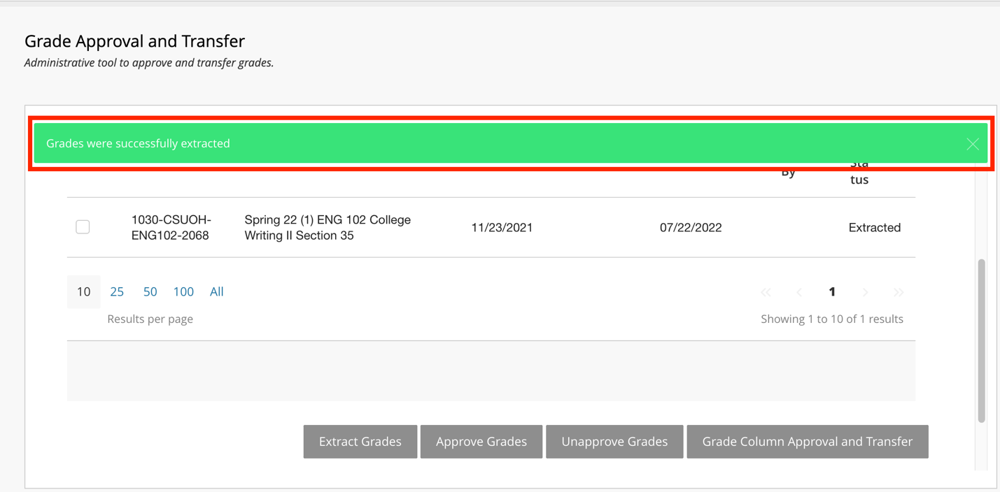 Grade Approval and Transfer
Administrative tool to approve and transfer grades.
Grades were successfully extracted
By
Sta
tus
1030-CSUOH-
ENG102-2068
Spring 22 (1) ENG 102 College
Writing II Section 35
11/23/2021
07/22/2022
Extracted
10 25 50 100 All
Results per page
« < 1 > »
Showing 1 to 10 of 1 results
Extract Grades
Approve Grades
Unapprove Grades
Grade Column Approval and Transfer